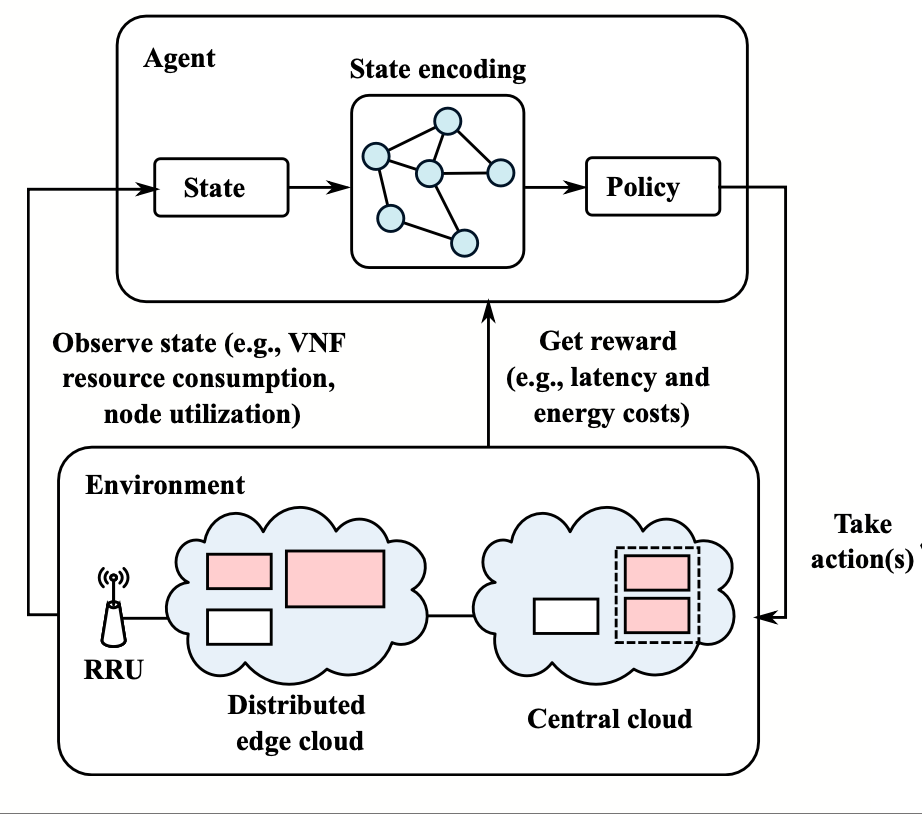 Agent
State encoding
State
Policy
Observe state (e.g., VNF
resource consumption,
node utilization)
Get reward
(e.g., latency and
energy costs)
Environment
Take
action(s)
RRU
Distributed
edge cloud
Central cloud